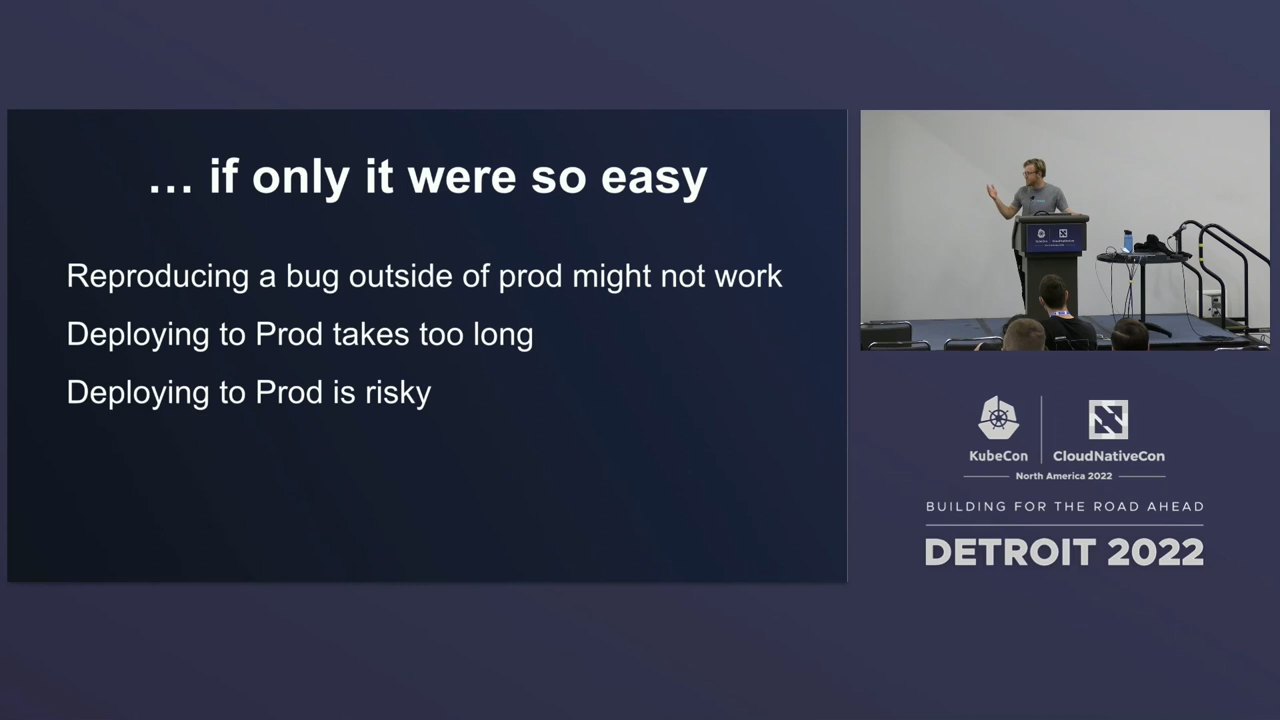 … if only it were so easy
Reproducing a bug outside of prod might not work
Deploying to Prod takes too long
Deploying to Prod is risky
KubeCon
CloudNativeCon
North America 2022
BUILDING FOR THE ROAD AHEAD
DETROIT 2022